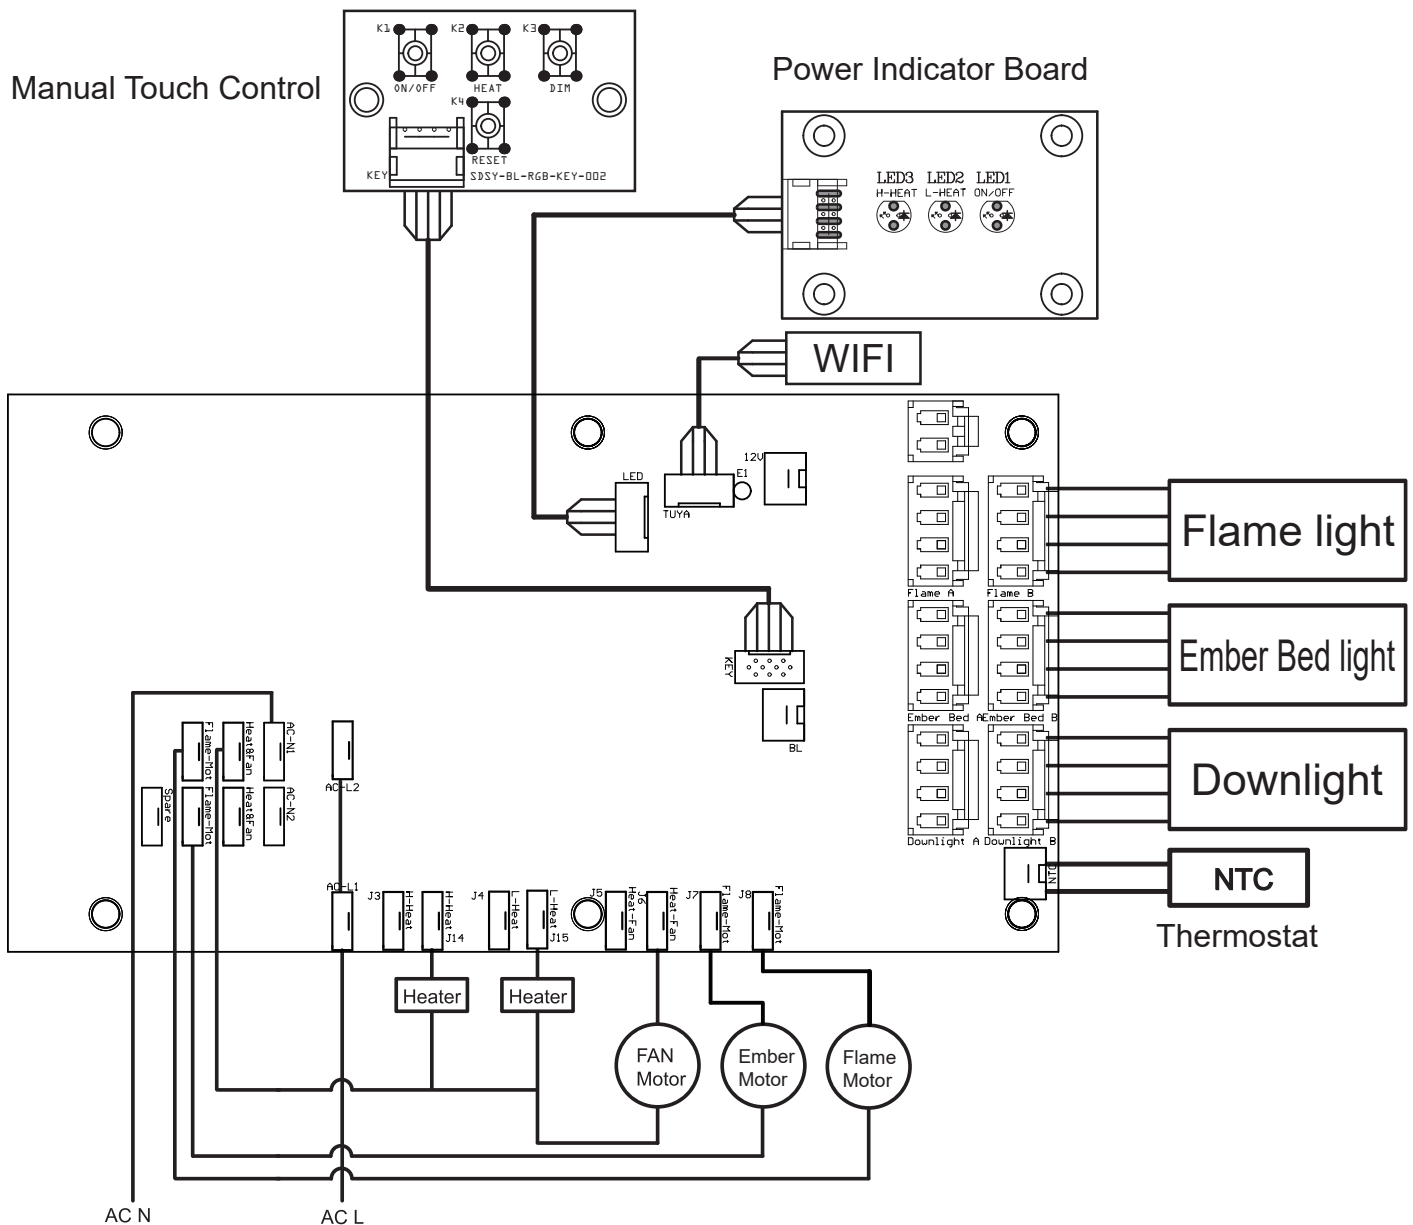 Manual Touch Control
K1
K2
K3
ON/OFF
HEAT
DIM
K4
RESET
KEY
SDSY-BL-RGB-KEY-002
Power Indicator Board
LED3
LED2
LED1
H-HEAT
L-HEAT
ON/OFF
WIFI
LED
TUYA
E1
12V
KEY
BL
Flame A
Flame B
Flame light
Ember Bed A
Ember Bed B
Ember Bed light
Downlight A
Downlight B
Downlight
NTC
Thermostat
Flame-Mot
Heat&Fan
AC-N1
Spare
Flame-Mot
Heat&Fan
AC-N2
AC-L2
AC-L1
J3
H-Heat
H-Heat
J14
J4
L-Heat
L-Heat
J15
J5
Heat-Fan
J6
Heat-Fan
J7
Flame-Mot
J8
Flame-Mot
Heater
Heater
FAN
Motor
Ember
Motor
Flame
Motor
AC N
AC L